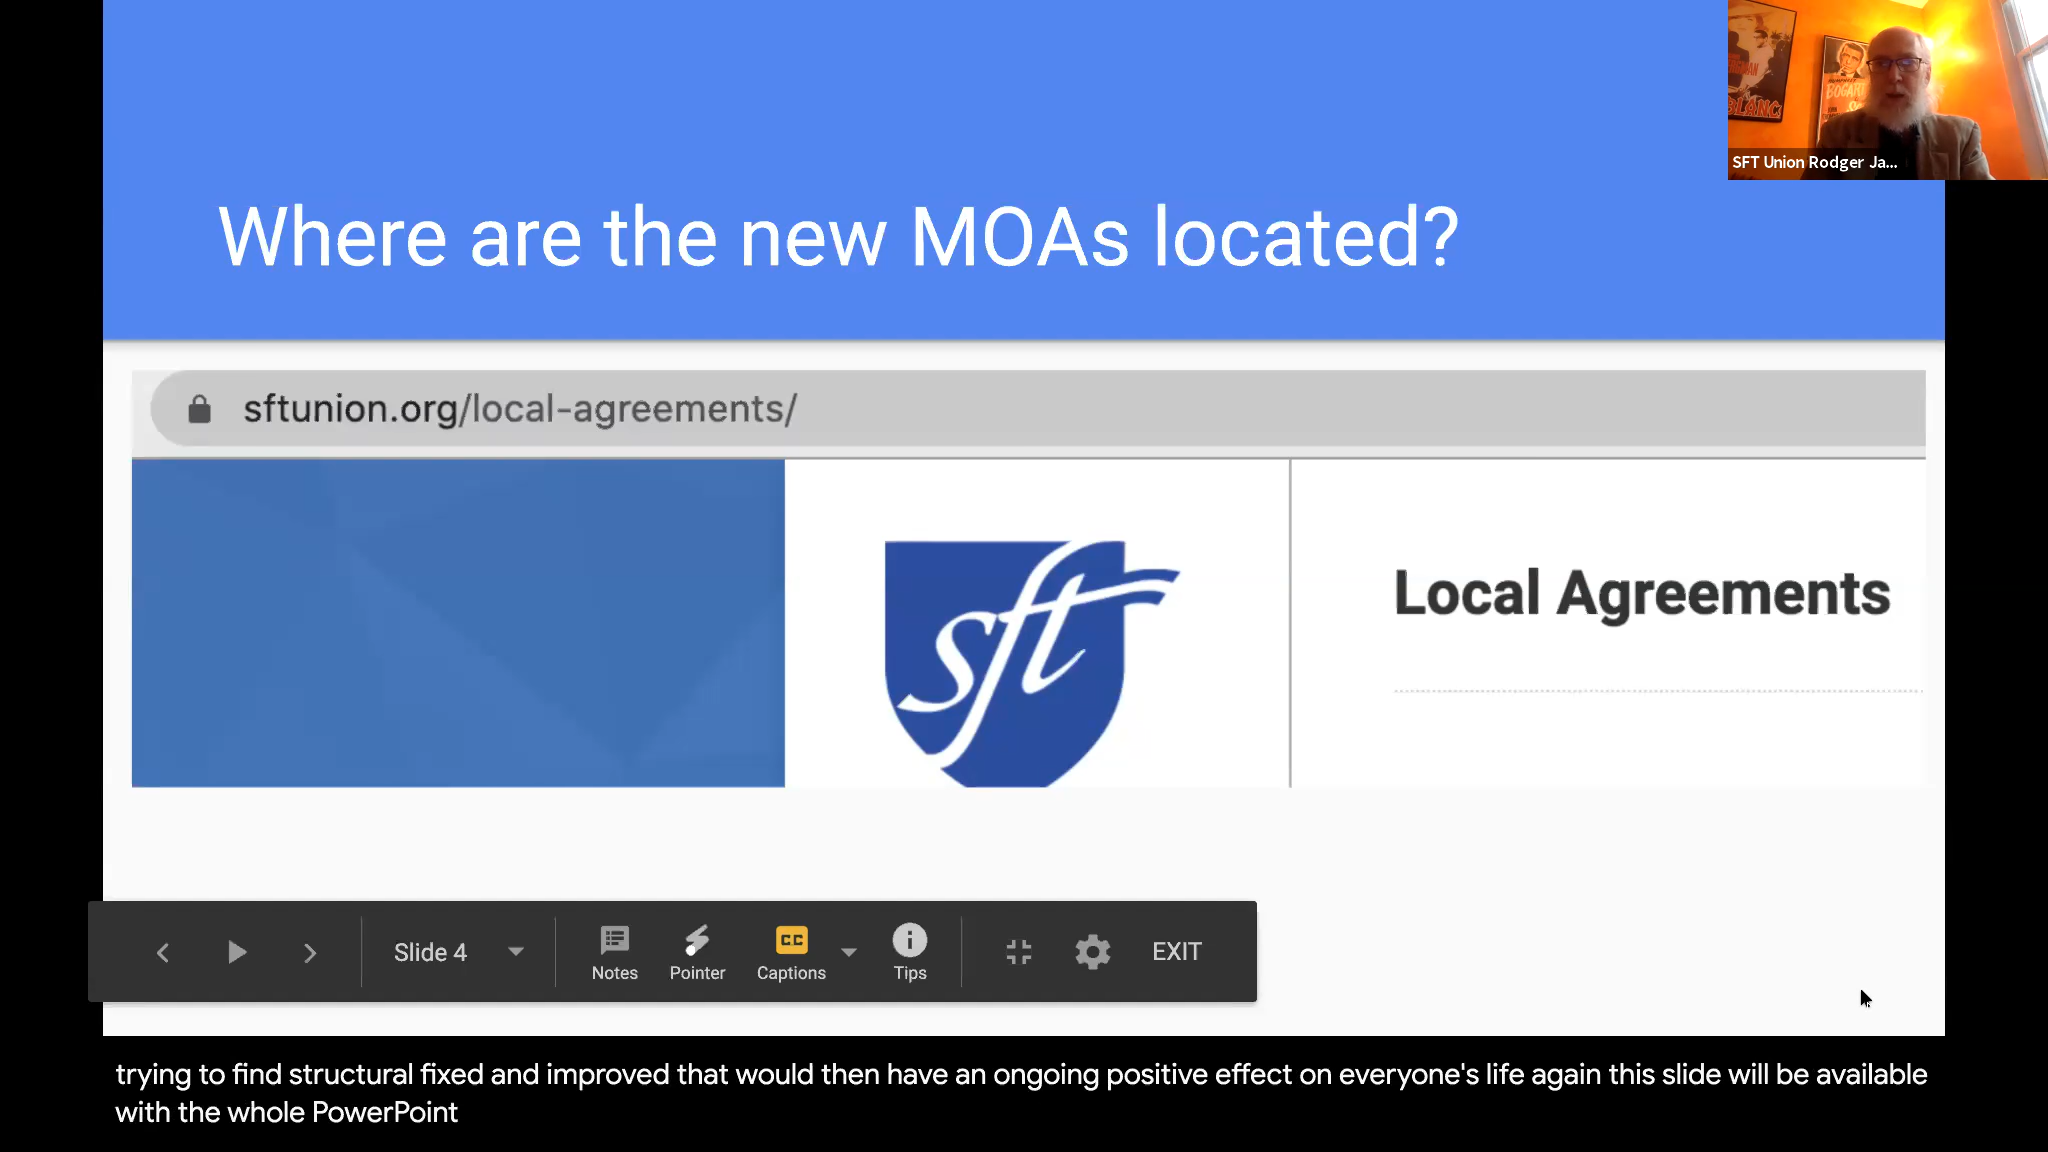 Where are the new MOAs located?
BLANC
BOGART
SFT Union Rodger Ja...
sftunion.org/local-agreements/
sft
Local Agreements
Slide 4
Notes
Pointer
CC
Captions
Tips
EXIT
trying to find structural fixed and improved that would then have an ongoing positive effect on everyone's life again this slide will be available
with the whole PowerPoint